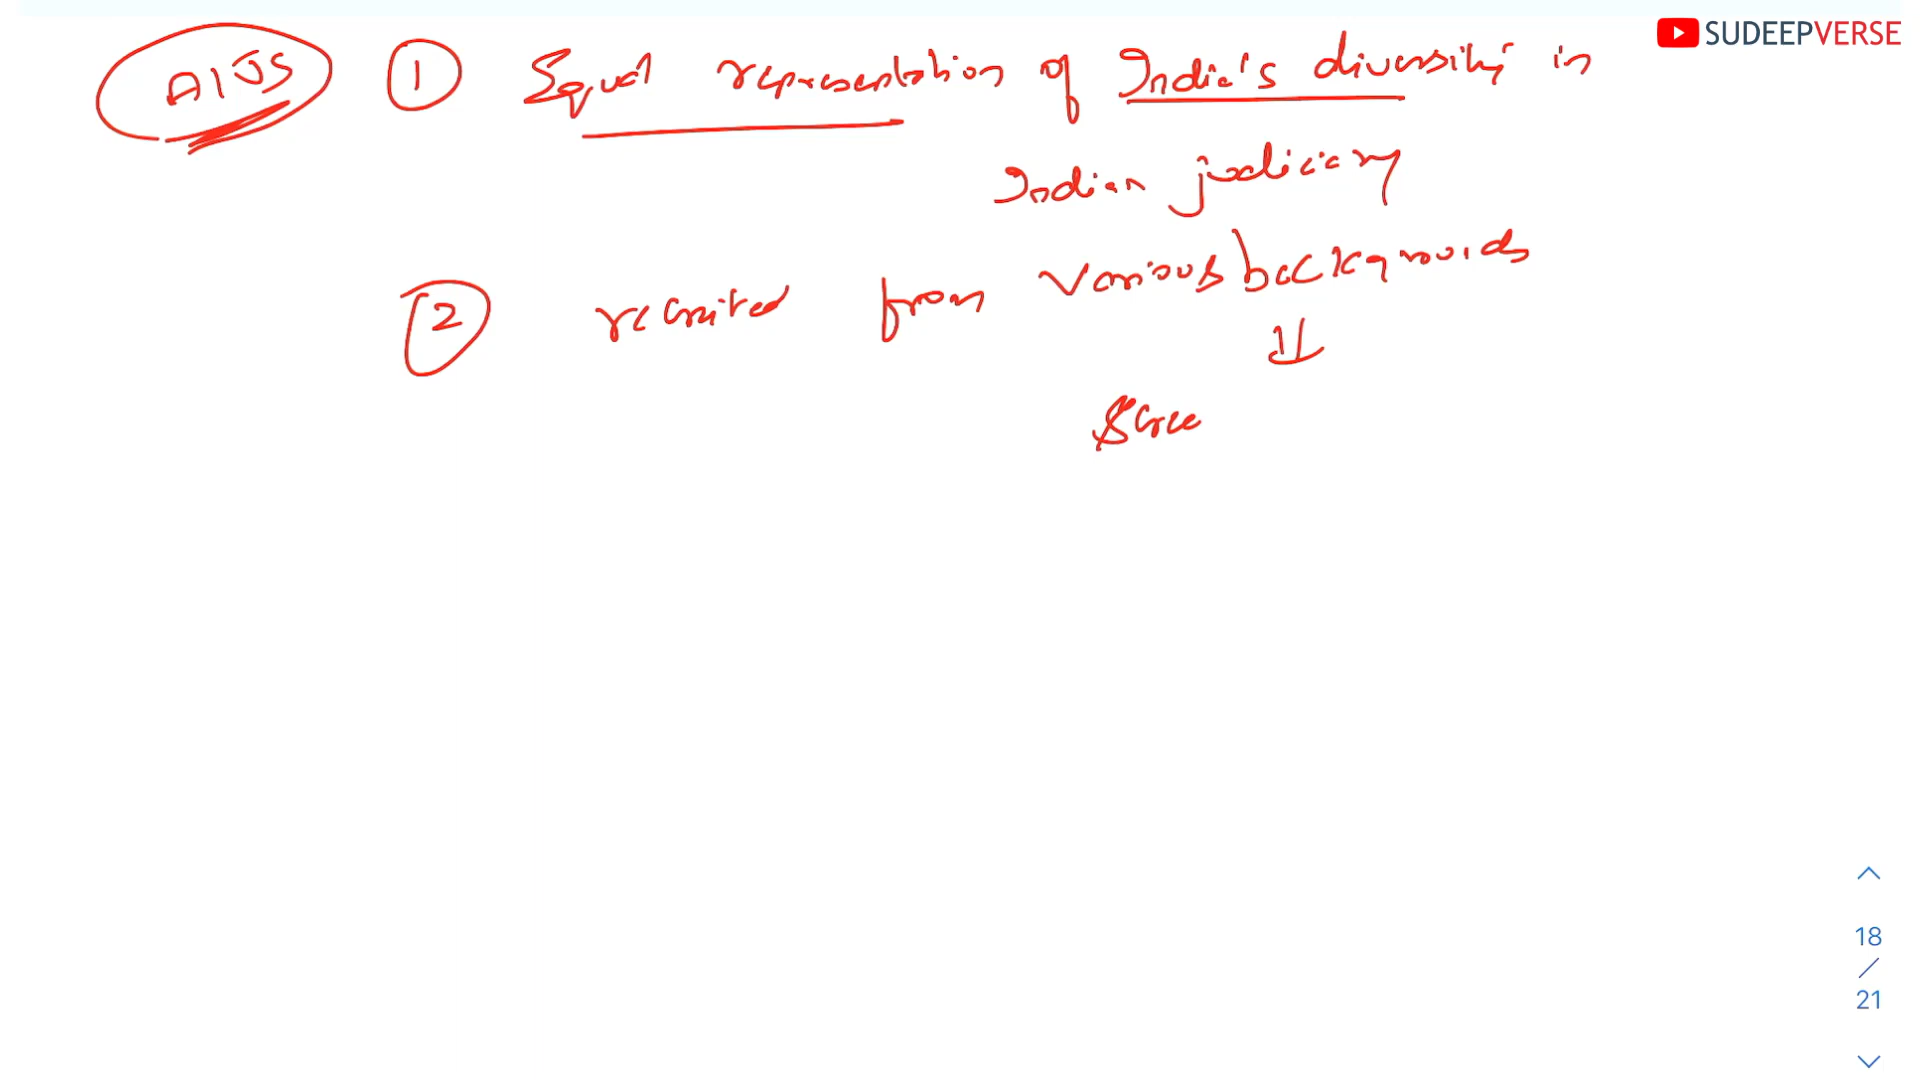 SUDEEPVERSE
AIJS ① Equal representation of India's diversity in
Indian judiciary
② recruited from various backgrounds
18
/
21